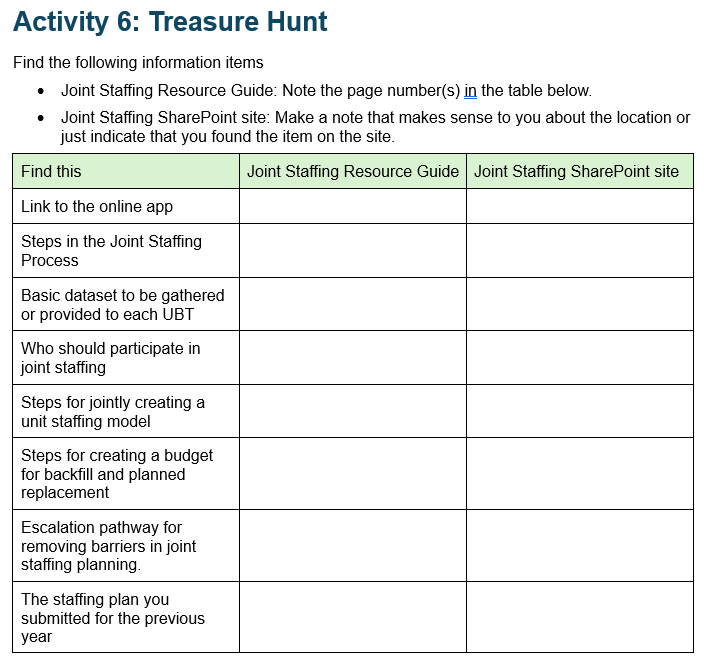 Activity 6: Treasure Hunt
Find the following information items
• Joint Staffing Resource Guide: Note the page number(s) in the table below.
• Joint Staffing SharePoint site: Make a note that makes sense to you about the location or
just indicate that you found the item on the site.
Find this Joint Staffing Resource Guide Joint Staffing SharePoint site
Link to the online app
Steps in the Joint Staffing
Process
Basic dataset to be gathered
or provided to each UBT
Who should participate in
joint staffing
Steps for jointly creating a
unit staffing model
Steps for creating a budget
for backfill and planned
replacement
Escalation pathway for
removing barriers in joint
staffing planning.
The staffing plan you
submitted for the previous
year